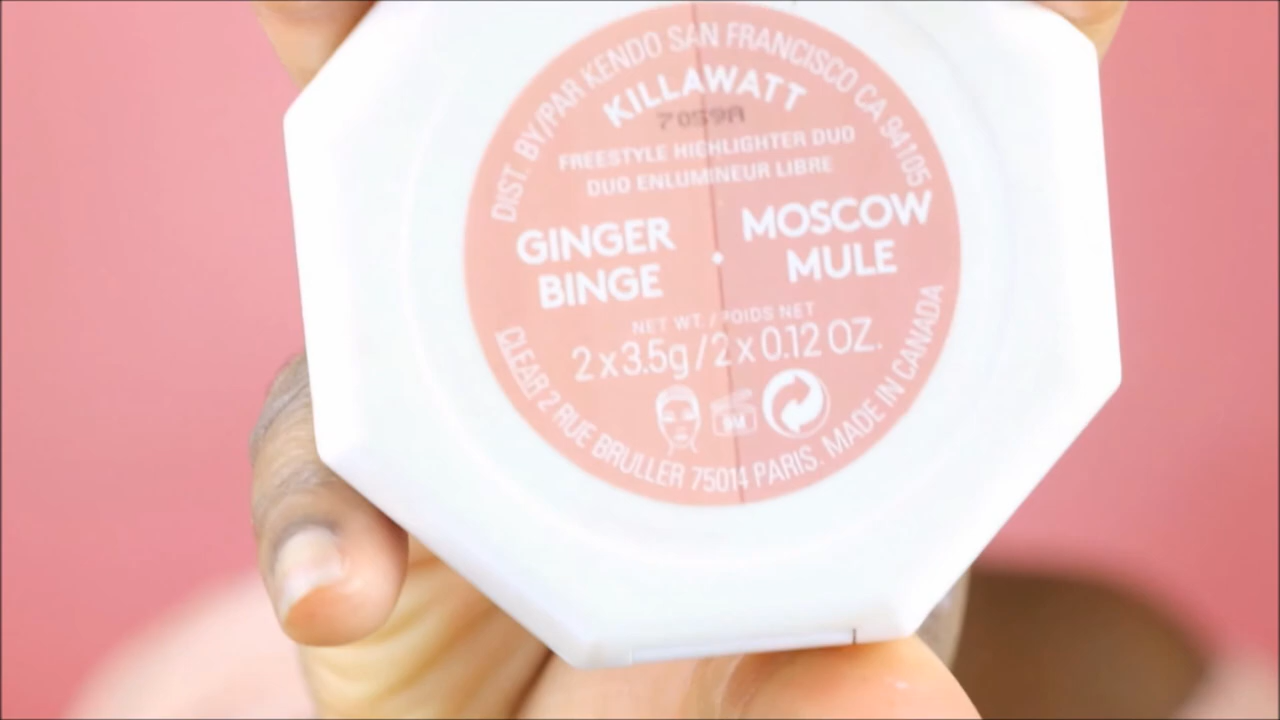 DIST. BY/PAR KENDO SAN FRANCISCO CA 94105
KILLAWATT
7059A
FREESTYLE HIGHLIGHTER DUO
DUO ENLUMINEUR LIBRE
GINGER
BINGE
MOSCOW
MULE
NET WT. / POIDS NET
2 x 3.5g / 2 x 0.12 OZ.
9M
CLEAR 2 RUE BRULLER 75014 PARIS. MADE IN CANADA